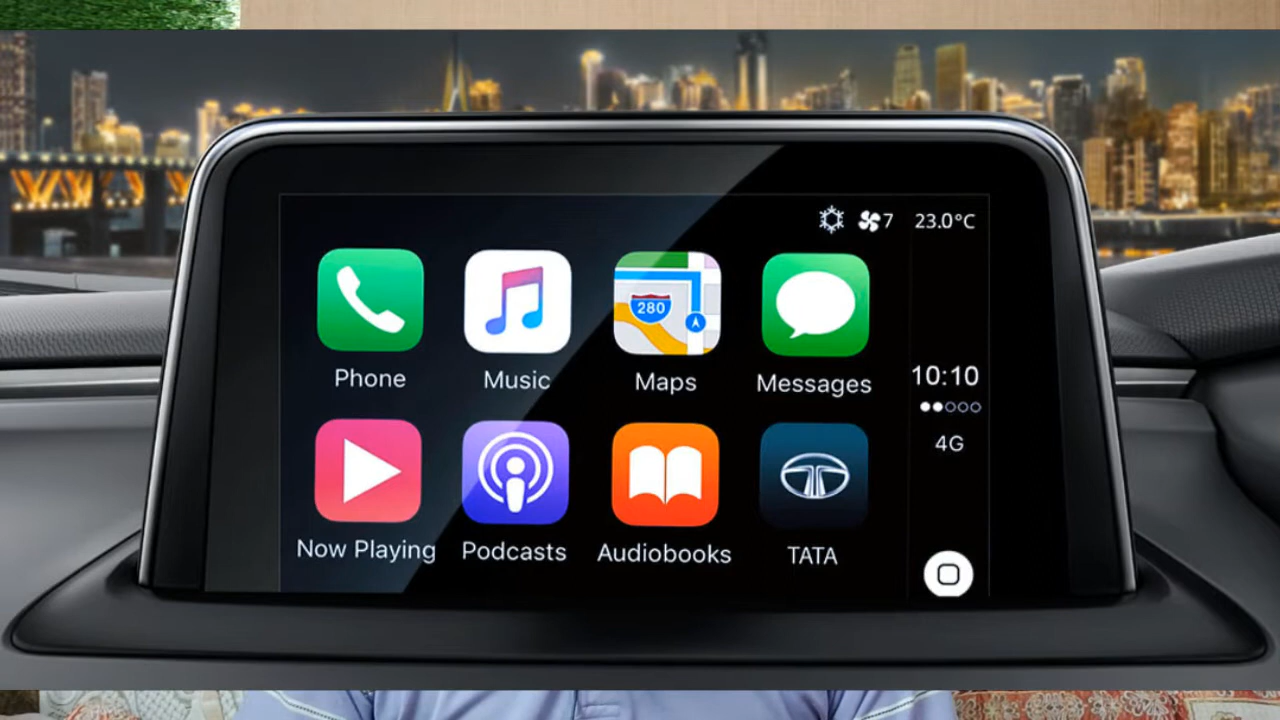 7 23.0°C
280
Phone Music Maps Messages
10:10
4G
Now Playing Podcasts Audiobooks TATA